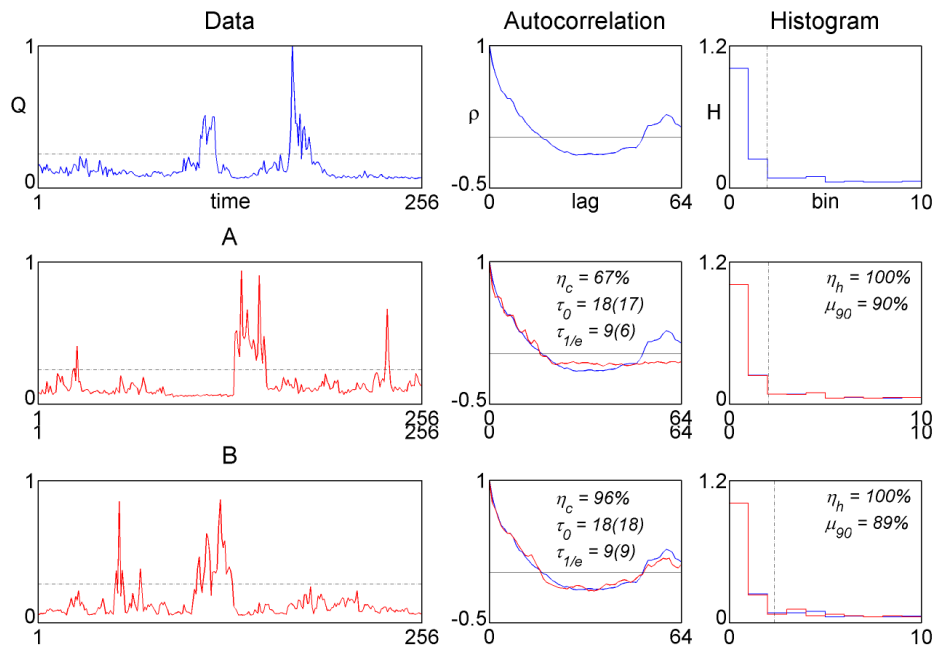 Data Autocorrelation Histogram
1 1 1.2
Q ρ H
0 -0.5 0
1 time 256 0 lag 64 0 bin 10
A
1 1 1.2
η_c = 67% η_h = 100%
τ_0 = 18(17) μ_90 = 90%
τ_1/e = 9(6)
0 -0.5 0
1 256 0 64 0 10
1 256 0 64
B
1 1 1.2
η_c = 96% η_h = 100%
τ_0 = 18(18) μ_90 = 89%
τ_1/e = 9(9)
0 -0.5 0
1 256 0 64 0 10